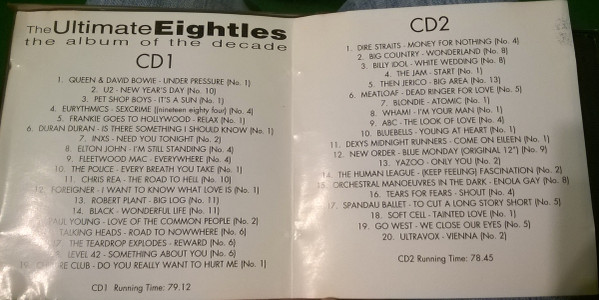 The Ultimate Eighties
the album of the decade
CD1
1. QUEEN & DAVID BOWIE - UNDER PRESSURE (No. 1)
2. U2 - NEW YEAR'S DAY (No. 10)
3. PET SHOP BOYS - IT'S A SUN (No. 1)
4. EURYTHMICS - SEXCRIME (nineteen eighty four) (No. 4)
5. FRANKIE GOES TO HOLLYWOOD - RELAX (No. 1)
6. DURAN DURAN - IS THERE SOMETHING I SHOULD KNOW (No. 1)
7. INXS - NEED YOU TONIGHT (No. 2)
8. ELTON JOHN - I'M STILL STANDING (No. 4)
9. FLEETWOOD MAC - EVERYWHERE (No. 4)
10. THE POLICE - EVERY BREATH YOU TAKE (No. 1)
11. CHRIS REA - THE ROAD TO HELL (No. 10)
12. FOREIGNER - I WANT TO KNOW WHAT LOVE IS (No. 1)
13. ROBERT PLANT - BIG LOG (No. 11)
14. BLACK - WONDERFUL LIFE (No. 11)
PAUL YOUNG - LOVE OF THE COMMON PEOPLE (No. 2)
TALKING HEADS - ROAD TO NOWWHERE (No. 6)
17. THE TEARDROP EXPLODES - REWARD (No. 6)
LEVEL 42 - SOMETHING ABOUT YOU (No. 6)
19. CLUB - DO YOU REALLY WANT TO HURT ME (No. 1)
CD1 Running Time: 79.12
CD2
1. DIRE STRAITS - MONEY FOR NOTHING (No. 4)
2. BIG COUNTRY - WONDERLAND (No. 8)
3. BILLY IDOL - WHITE WEDDING (No. 8)
4. THE JAM - START (No. 1)
5. THEN JERICO - BIG AREA (No. 13)
6. MEATLOAF - DEAD RINGER FOR LOVE (No. 5)
7. BLONDIE - ATOMIC (No. 1)
8. WHAM! - I'M YOUR MAN (No. 1)
9. ABC - THE LOOK OF LOVE (No. 4)
10. BLUEBELLS - YOUNG AT HEART (No. 1)
11. DEXYS MIDNIGHT RUNNERS - COME ON EILEEN (No. 1)
12. NEW ORDER - BLUE MONDAY (ORIGINAL 12") (No. 9)
13. YAZOO - ONLY YOU (No. 2)
14. THE HUMAN LEAGUE - (KEEP FEELING) FASCINATION (No. 2)
15. ORCHESTRAL MANOEUVRES IN THE DARK - ENOLA GAY (No. 8)
16. TEARS FOR FEARS - SHOUT (No. 4)
17. SPANDAU BALLET - TO CUT A LONG STORY SHORT (No. 5)
18. SOFT CELL - TAINTED LOVE (No. 1)
19. GO WEST - WE CLOSE OUR EYES (No. 5)
20. ULTRAVOX - VIENNA (No. 2)
CD2 Running Time: 78.45